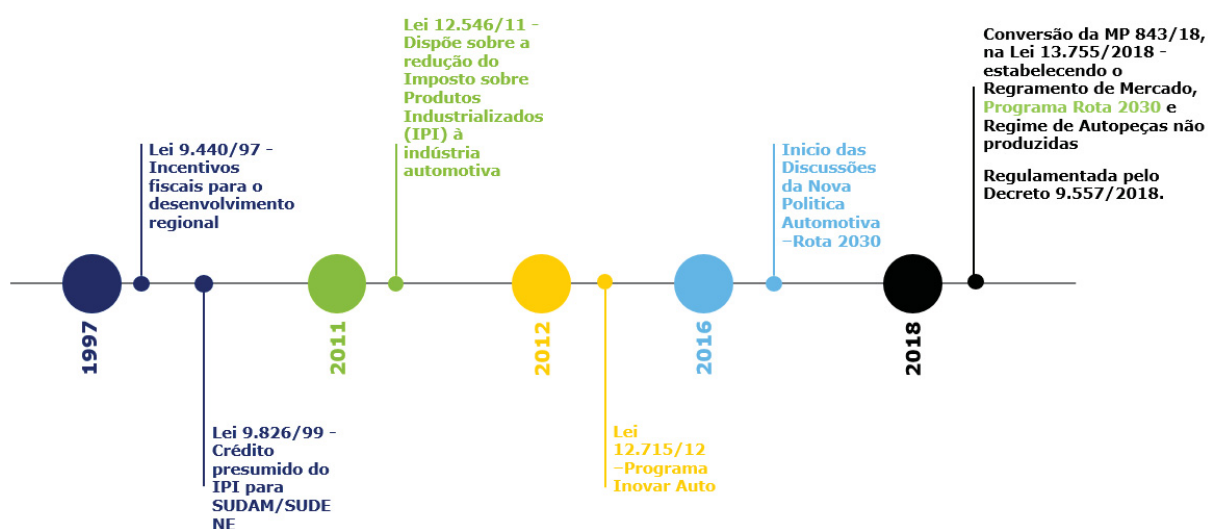 Lei 9.440/97 -
Incentivos
fiscais para o
desenvolvimento
regional
Lei 12.546/11 -
Dispõe sobre a
redução do
Imposto sobre
Produtos
Industrializados
(IPI) à
indústria
automotiva
Inicio das
Discussões
da Nova
Politica
Automotiva
–Rota 2030
Conversão da MP 843/18,
na Lei 13.755/2018 -
estabelecendo o
Regramento de Mercado,
Programa Rota 2030 e
Regime de Autopeças não
produzidas
Regulamentada pelo
Decreto 9.557/2018.
1997
2011
2012
2016
2018
Lei 9.826/99 -
Crédito
presumido do
IPI para
SUDAM/SUDE
NE
Lei
12.715/12
–Programa
Inovar Auto